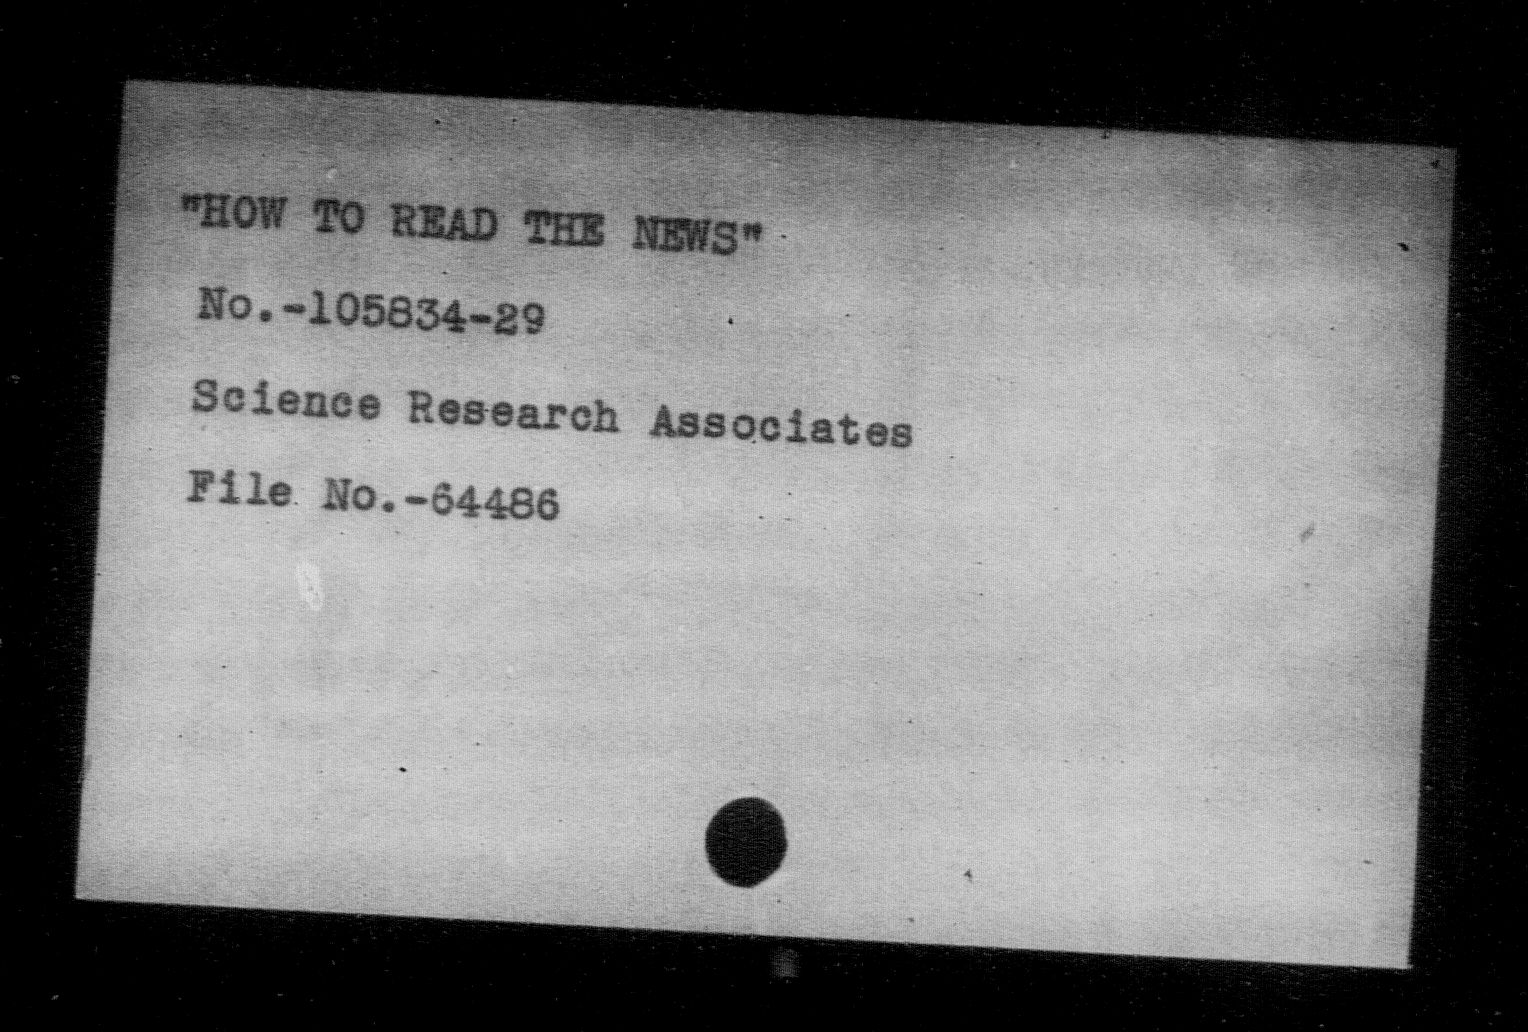 "HOW TO READ THE NEWS"
No.-105834-29
Science Research Associates
File No.-64486